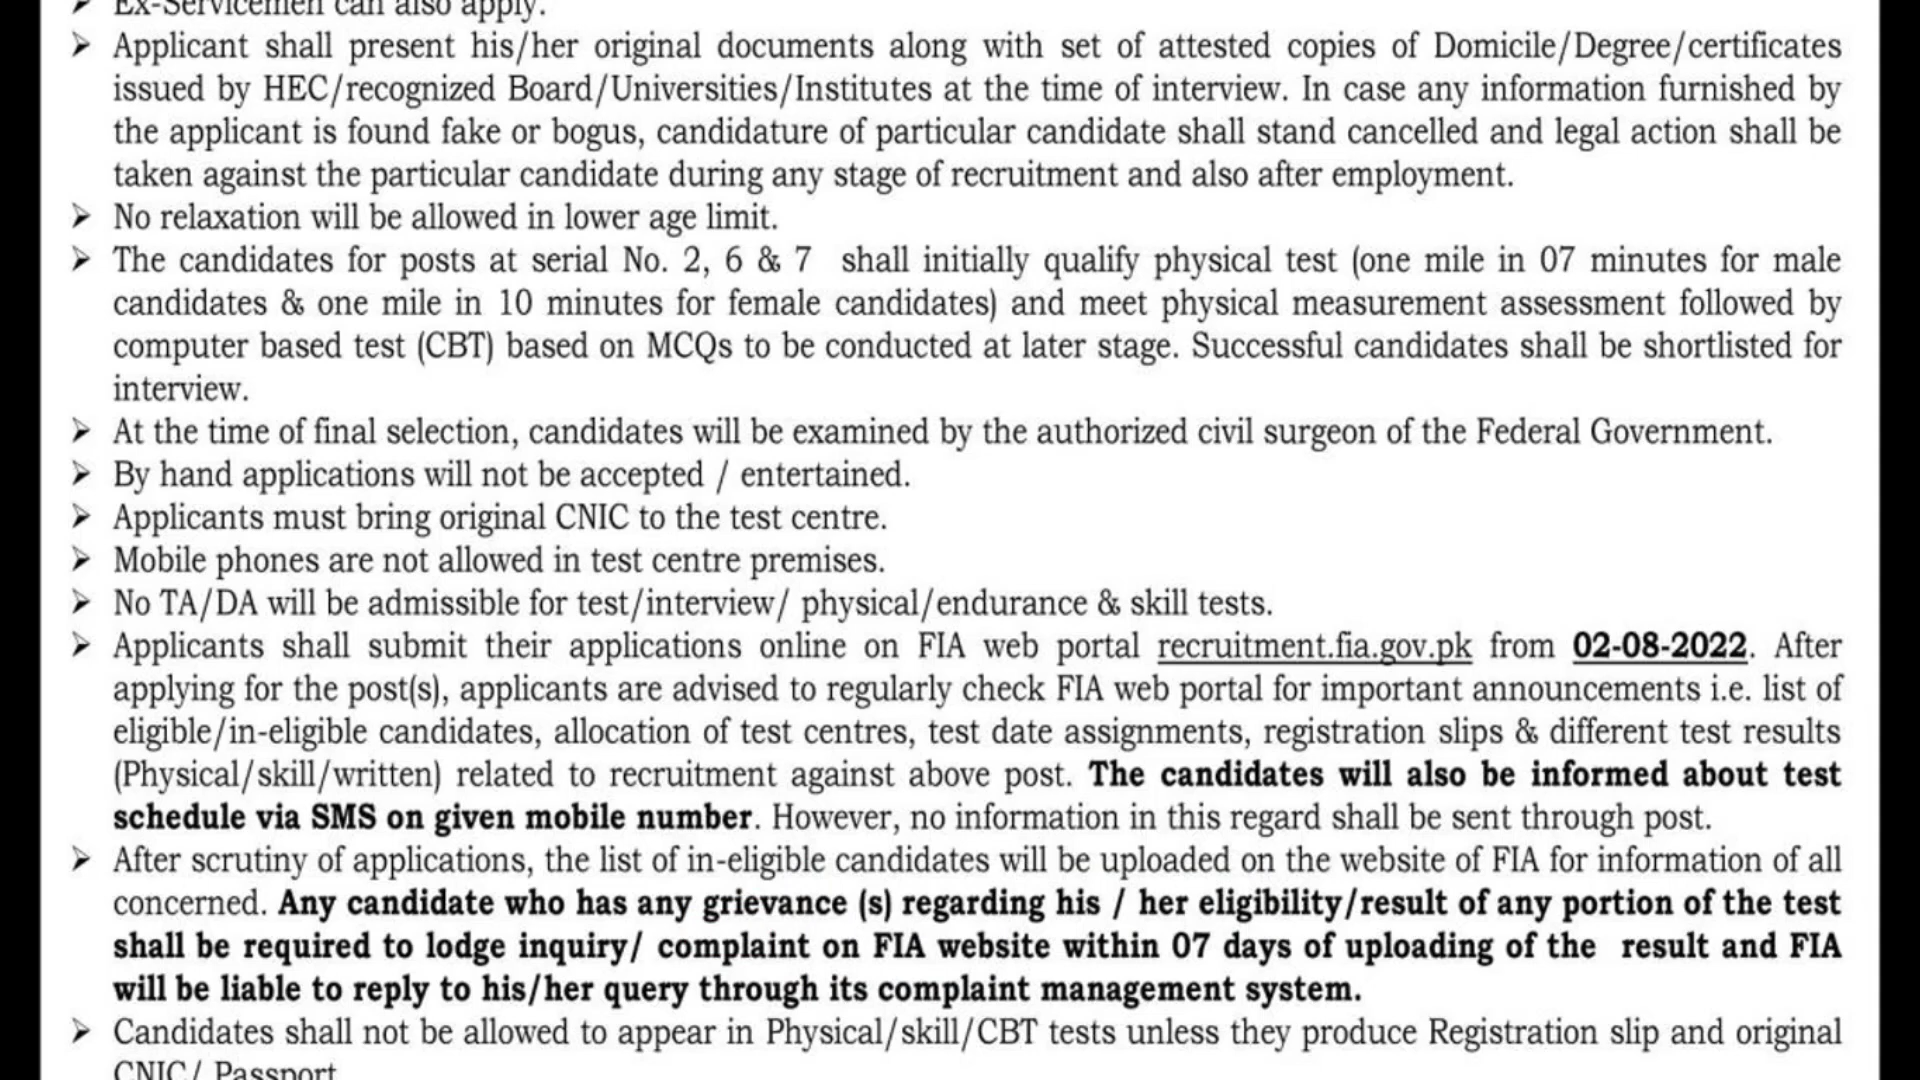 ➢ Ex-Servicemen can also apply.
➢ Applicant shall present his/her original documents along with set of attested copies of Domicile/Degree/certificates
issued by HEC/recognized Board/Universities/Institutes at the time of interview. In case any information furnished by
the applicant is found fake or bogus, candidature of particular candidate shall stand cancelled and legal action shall be
taken against the particular candidate during any stage of recruitment and also after employment.
➢ No relaxation will be allowed in lower age limit.
➢ The candidates for posts at serial No. 2, 6 & 7 shall initially qualify physical test (one mile in 07 minutes for male
candidates & one mile in 10 minutes for female candidates) and meet physical measurement assessment followed by
computer based test (CBT) based on MCQs to be conducted at later stage. Successful candidates shall be shortlisted for
interview.
➢ At the time of final selection, candidates will be examined by the authorized civil surgeon of the Federal Government.
➢ By hand applications will not be accepted / entertained.
➢ Applicants must bring original CNIC to the test centre.
➢ Mobile phones are not allowed in test centre premises.
➢ No TA/DA will be admissible for test/interview/ physical/endurance & skill tests.
➢ Applicants shall submit their applications online on FIA web portal recruitment.fia.gov.pk from 02-08-2022. After
applying for the post(s), applicants are advised to regularly check FIA web portal for important announcements i.e. list of
eligible/in-eligible candidates, allocation of test centres, test date assignments, registration slips & different test results
(Physical/skill/written) related to recruitment against above post. The candidates will also be informed about test
schedule via SMS on given mobile number. However, no information in this regard shall be sent through post.
➢ After scrutiny of applications, the list of in-eligible candidates will be uploaded on the website of FIA for information of all
concerned. Any candidate who has any grievance (s) regarding his / her eligibility/result of any portion of the test
shall be required to lodge inquiry/ complaint on FIA website within 07 days of uploading of the result and FIA
will be liable to reply to his/her query through its complaint management system.
➢ Candidates shall not be allowed to appear in Physical/skill/CBT tests unless they produce Registration slip and original
CNIC/ Passport